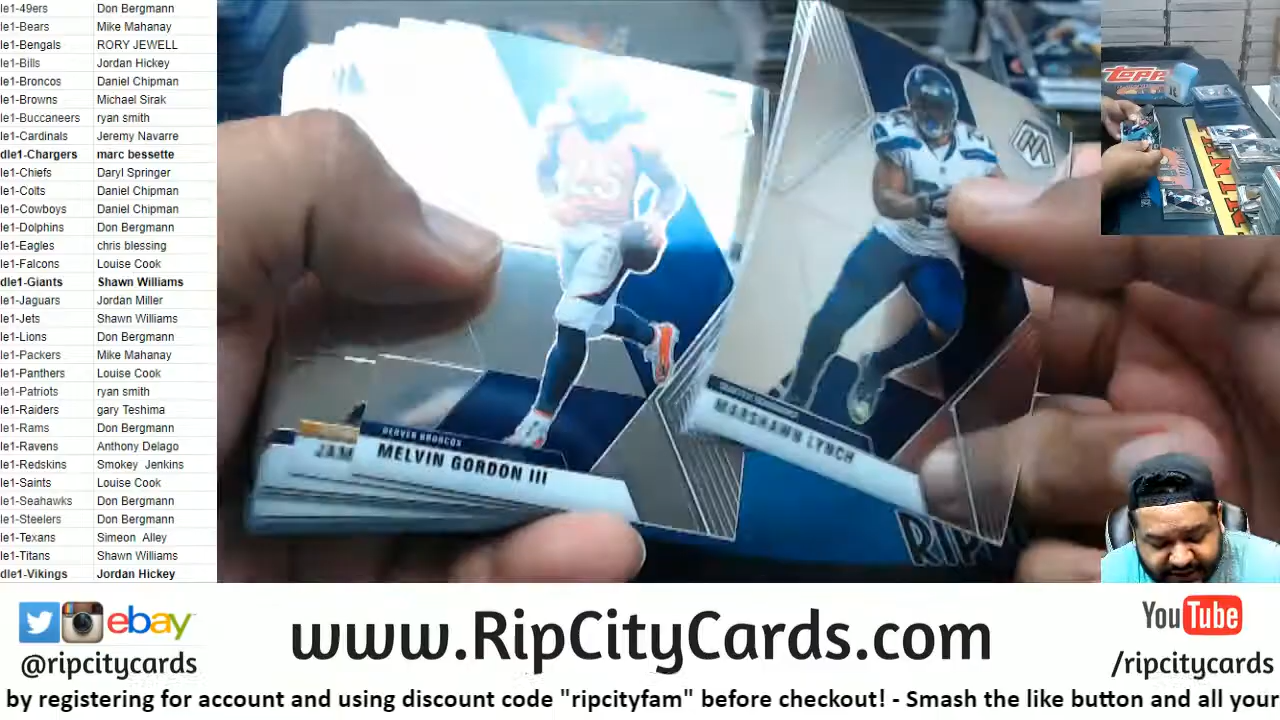 le1-49ers Don Bergmann
le1-Bears Mike Mahanay
le1-Bengals RORY JEWELL
le1-Bills Jordan Hickey
le1-Broncos Daniel Chipman
le1-Browns Michael Sirak
le1-Buccaneers ryan smith
le1-Cardinals Jeremy Navarre
dle1-Chargers marc bessette
le1-Chiefs Daryl Springer
le1-Colts Daniel Chipman
le1-Cowboys Daniel Chipman
le1-Dolphins Don Bergmann
le1-Eagles chris blessing
le1-Falcons Louise Cook
dle1-Giants Shawn Williams
le1-Jaguars Jordan Miller
le1-Jets Shawn Williams
le1-Lions Don Bergmann
le1-Packers Mike Mahanay
le1-Panthers Louise Cook
le1-Patriots ryan smith
le1-Raiders gary Teshima
le1-Rams Don Bergmann
le1-Ravens Anthony Delago
le1-Redskins Smokey Jenkins
le1-Saints Louise Cook
le1-Seahawks Don Bergmann
le1-Steelers Don Bergmann
le1-Texans Simeon Alley
le1-Titans Shawn Williams
dle1-Vikings Jordan Hickey
JAM
DENVER BRONCOS
MELVIN GORDON III
MARSHAWN LYNCH
RIP
TOPP
ebay
@ripcitycards
www.RipCityCards.com
YouTube
/ripcitycards
by registering for account and using discount code "ripcityfam" before checkout! - Smash the like button and all your